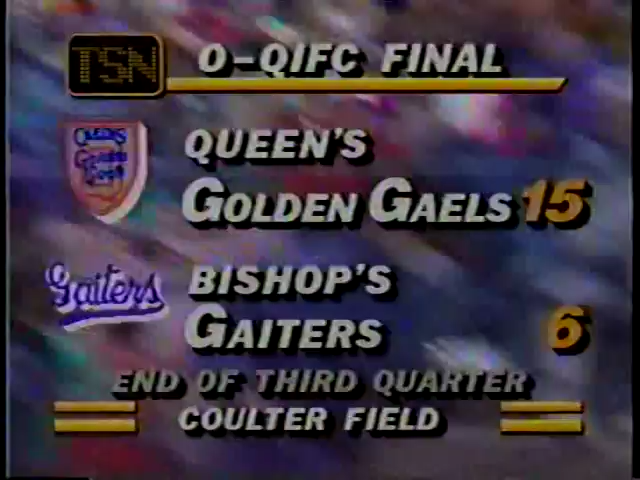 TSN
O-QIFC FINAL
QUEEN'S
GOLDEN GAELS 15
Gaiters
BISHOP'S
GAITERS 6
END OF THIRD QUARTER
COULTER FIELD